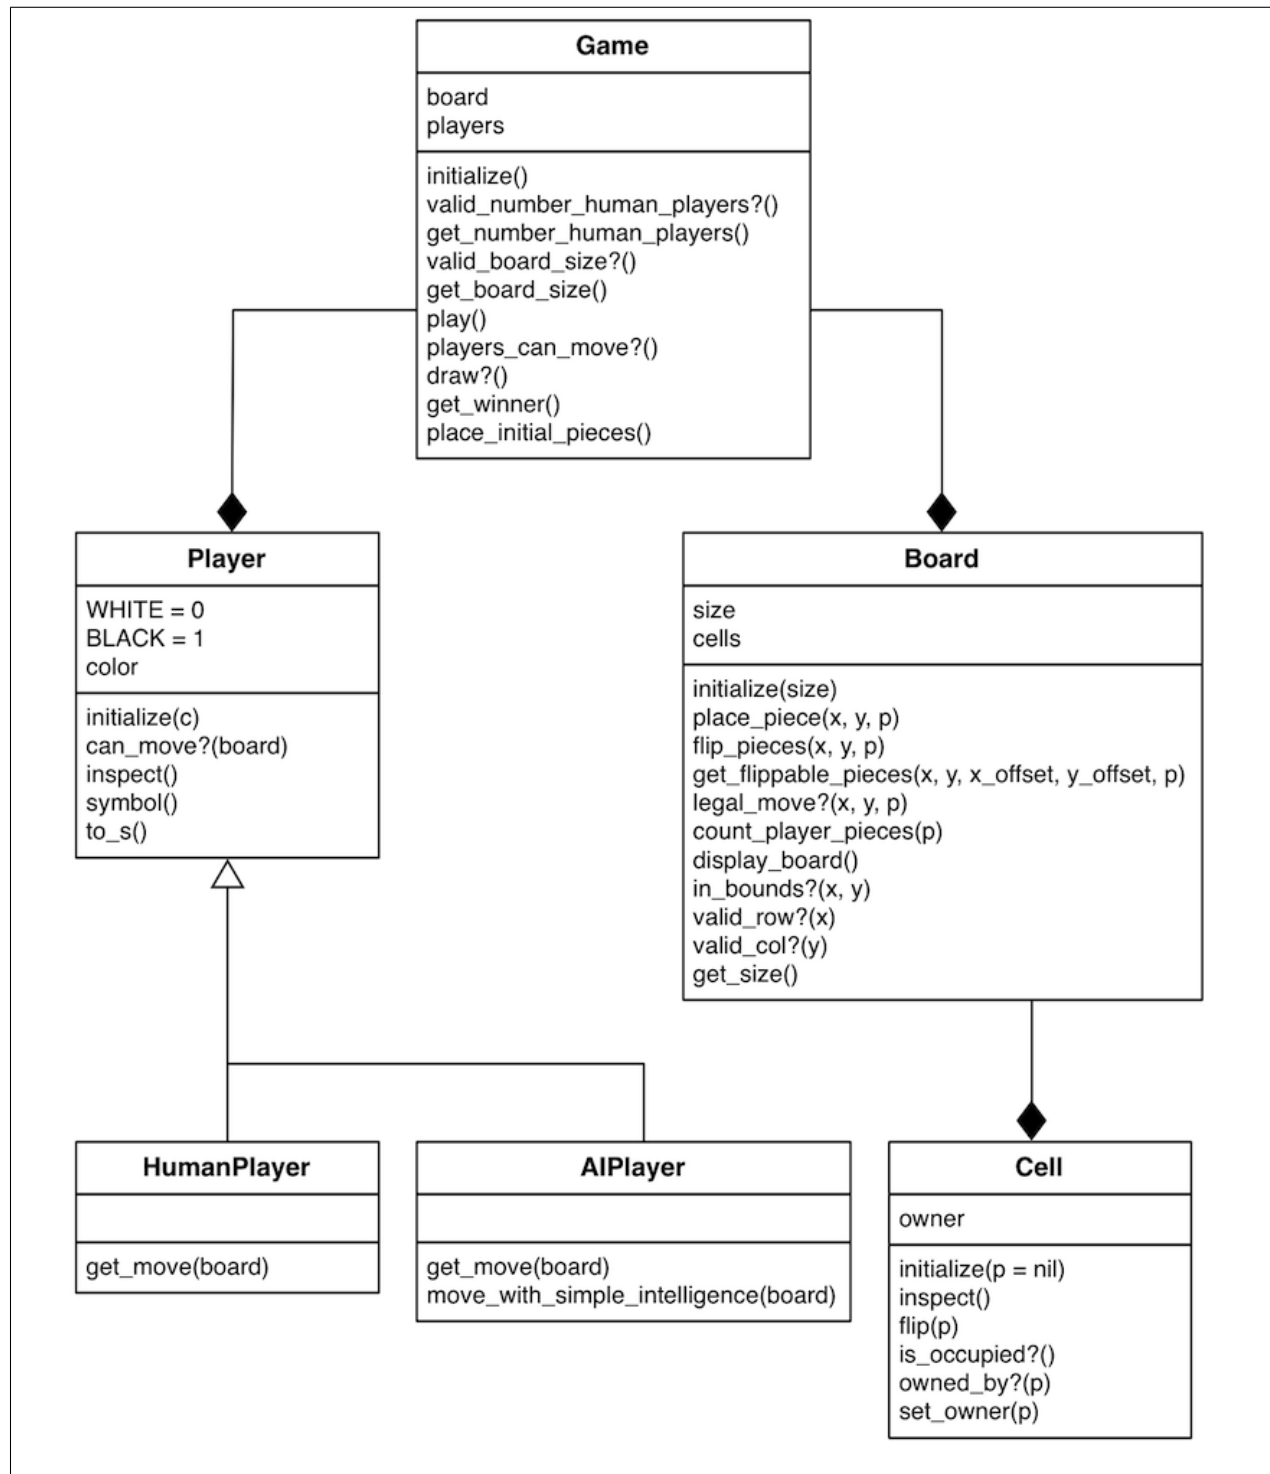 Game
board
players
initialize()
valid_number_human_players?()
get_number_human_players()
valid_board_size?()
get_board_size()
play()
players_can_move?()
draw?()
get_winner()
place_initial_pieces()
Player
WHITE = 0
BLACK = 1
color
initialize(c)
can_move?(board)
inspect()
symbol()
to_s()
Board
size
cells
initialize(size)
place_piece(x, y, p)
flip_pieces(x, y, p)
get_flippable_pieces(x, y, x_offset, y_offset, p)
legal_move?(x, y, p)
count_player_pieces(p)
display_board()
in_bounds?(x, y)
valid_row?(x)
valid_col?(y)
get_size()
HumanPlayer
get_move(board)
AIPlayer
get_move(board)
move_with_simple_intelligence(board)
Cell
owner
initialize(p = nil)
inspect()
flip(p)
is_occupied?()
owned_by?(p)
set_owner(p)